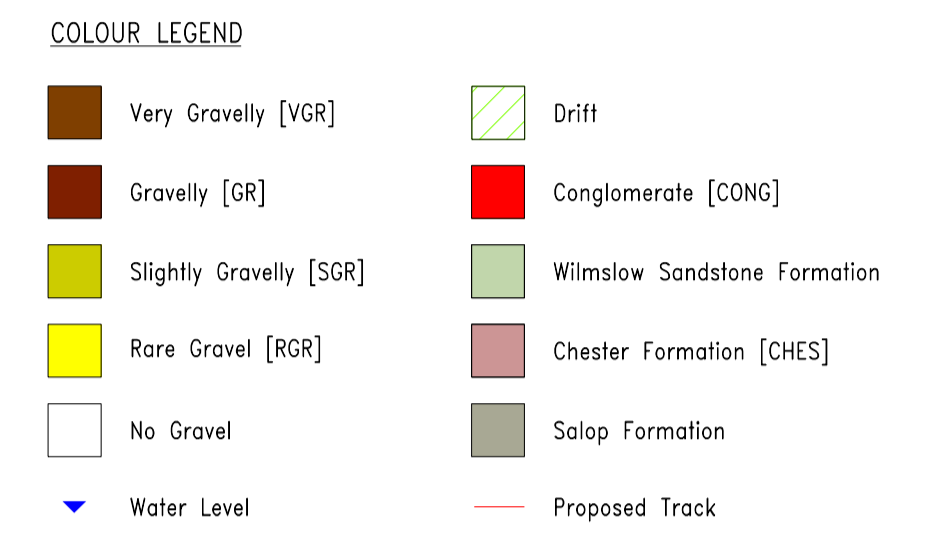 COLOUR LEGEND
Very Gravelly [VGR]
Gravelly [GR]
Slightly Gravelly [SGR]
Rare Gravel [RGR]
No Gravel
Water Level
Drift
Conglomerate [CONG]
Wilmslow Sandstone Formation
Chester Formation [CHES]
Salop Formation
Proposed Track